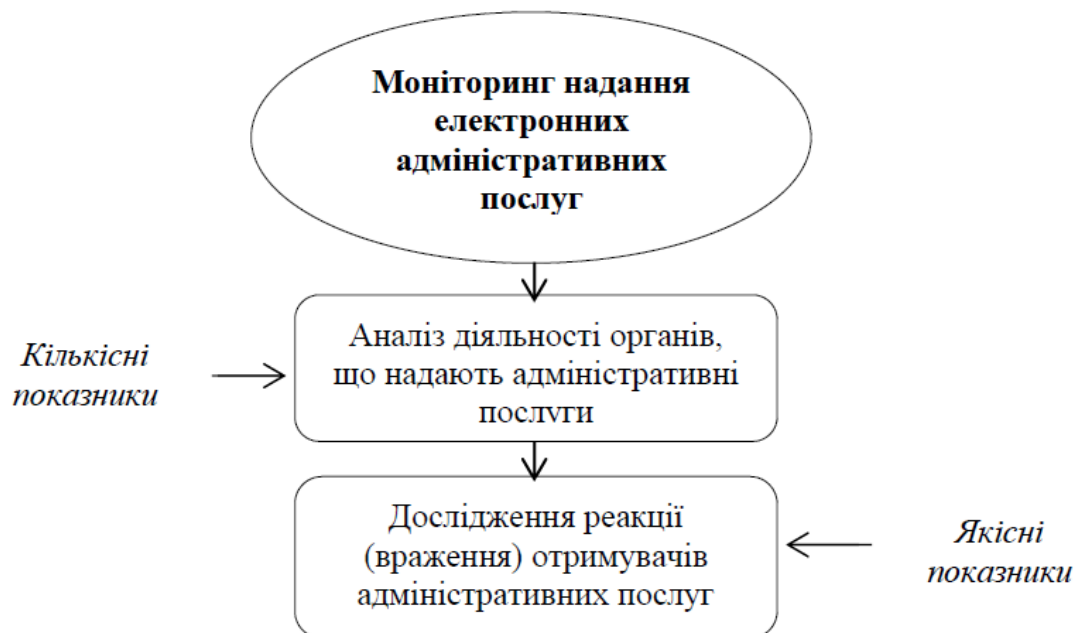 Моніторинг надання
електронних
адміністративних
послуг
Аналіз діяльності органів,
що надають адміністративні
послуги
Кількісні
показники
Дослідження реакції
(враження) отримувачів
адміністративних послуг
Якісні
показники